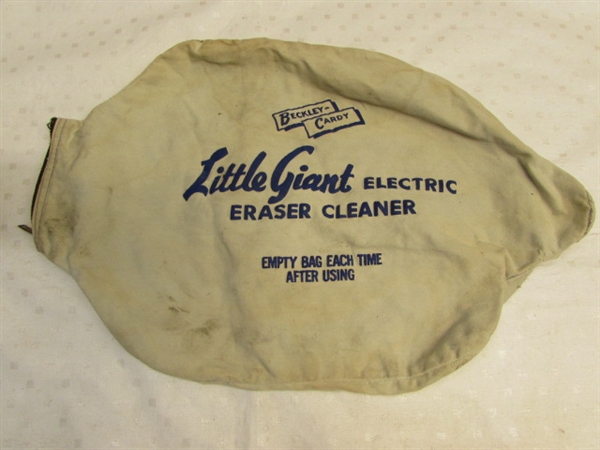 BECKLEY-
CARDY
Little Giant ELECTRIC
ERASER CLEANER
EMPTY BAG EACH TIME
AFTER USING